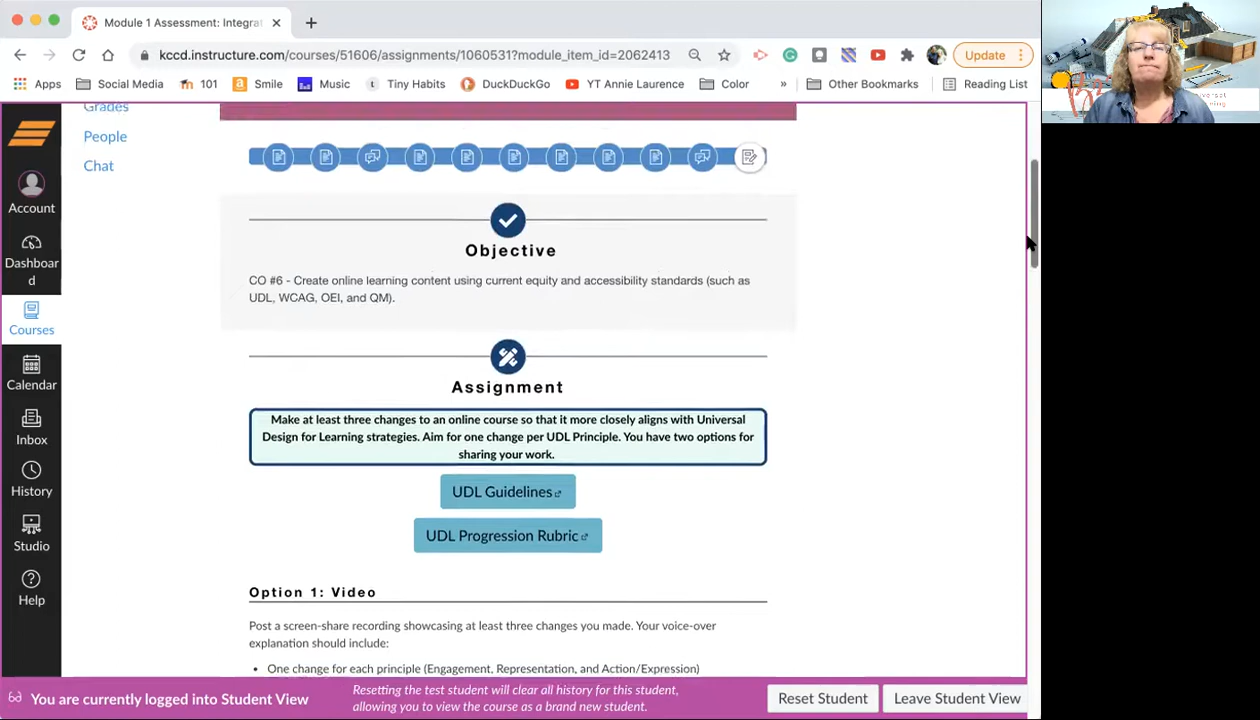 Module 1 Assessment: Integra
kccd.instructure.com/courses/51606/assignments/1060531?module_item_id=2062413
Update
Apps
Social Media
101
Smile
Music
Tiny Habits
DuckDuckGo
YT Annie Laurence
Color
»
Other Bookmarks
Reading List
Grades
People
Chat
Account
Dashboar
d
Courses
Calendar
Inbox
History
Studio
Help
Objective
CO #6 - Create online learning content using current equity and accessibility standards (such as
UDL, WCAG, OEI, and QM).
Assignment
Make at least three changes to an online course so that it more closely aligns with Universal
Design for Learning strategies. Aim for one change per UDL Principle. You have two options for
sharing your work.
UDL Guidelines
UDL Progression Rubric
Option 1: Video
Post a screen-share recording showcasing at least three changes you made. Your voice-over
explanation should include:
• One change for each principle (Engagement, Representation, and Action/Expression)
You are currently logged into Student View
Resetting the test student will clear all history for this student,
allowing you to view the course as a brand new student.
Reset Student
Leave Student View